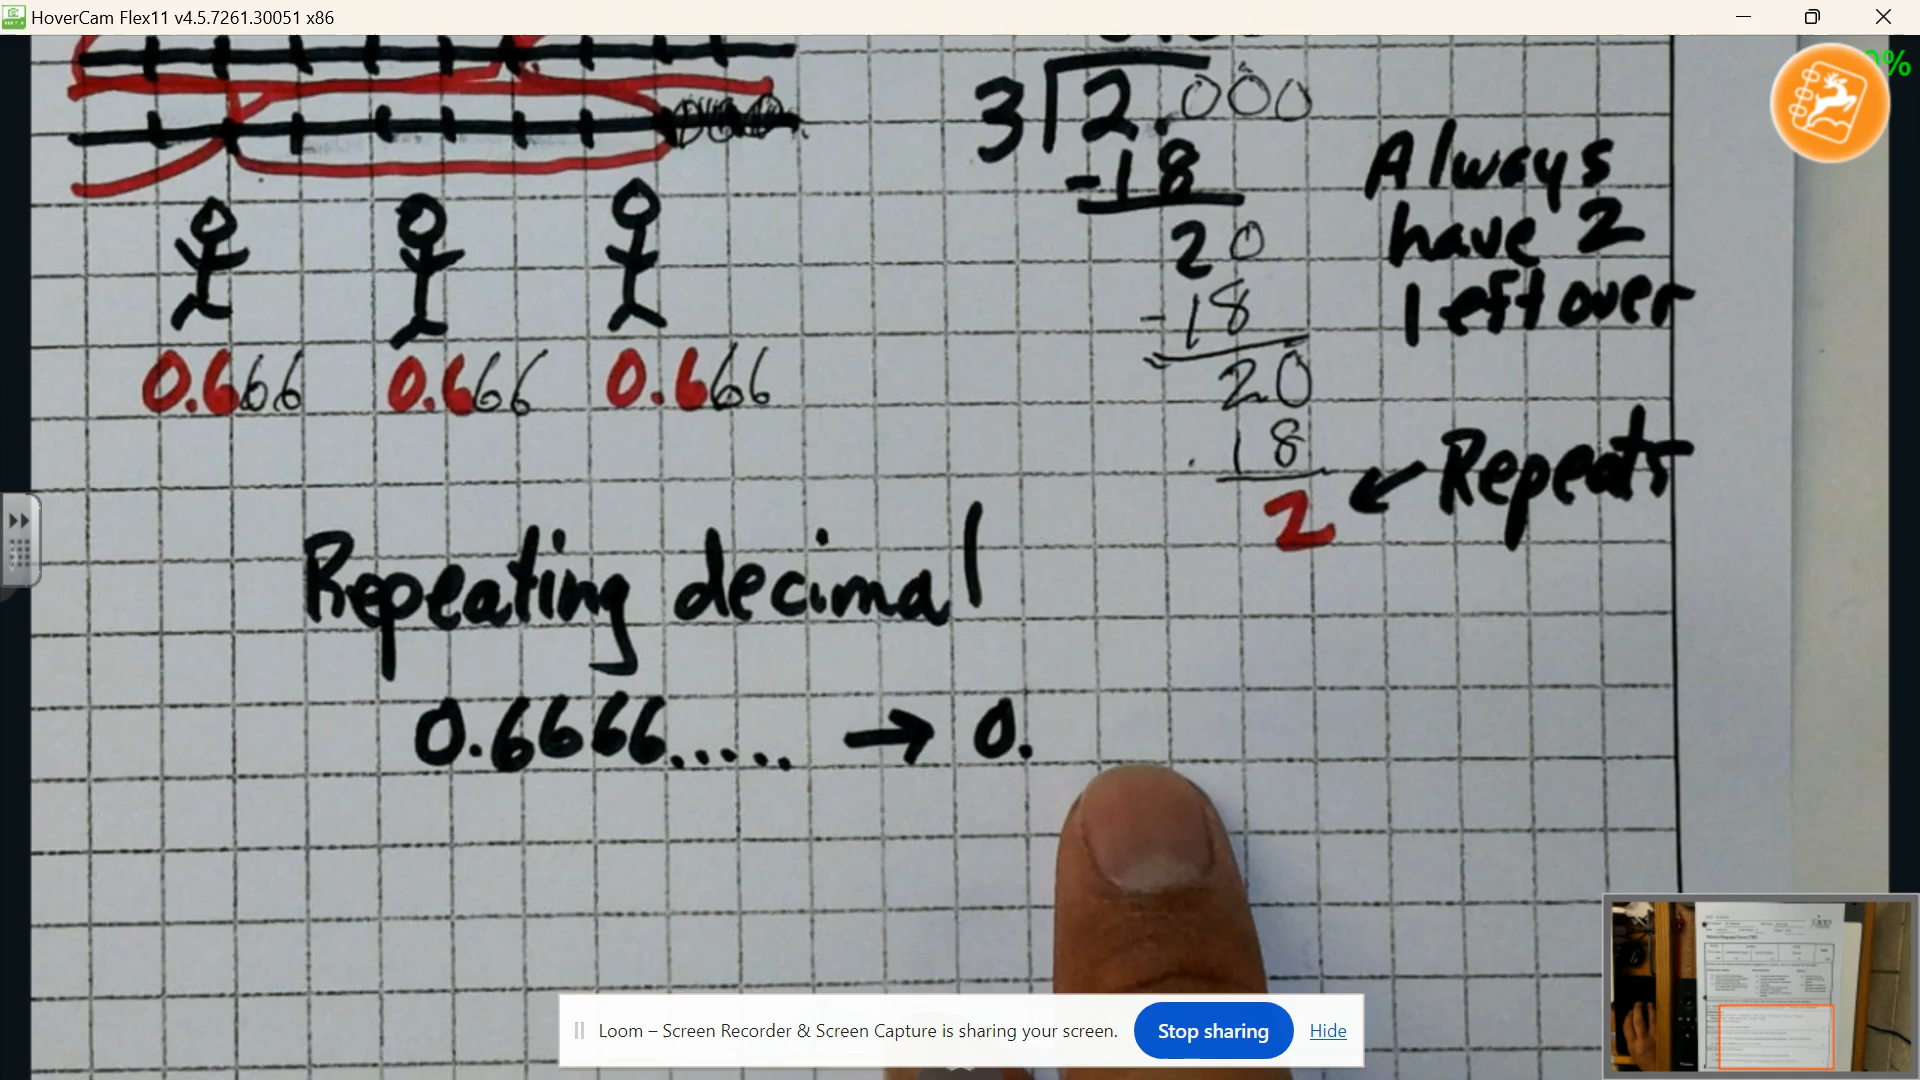 HoverCam Flex11 v4.5.7261.30051 x86
%
3 2.000
-18
20
-18
20
18
2 ← Repeats
Always
have 2
leftover
0.666 0.666 0.666
Repeating decimal
0.6666..... → 0.
Loom – Screen Recorder & Screen Capture is sharing your screen. Stop sharing Hide